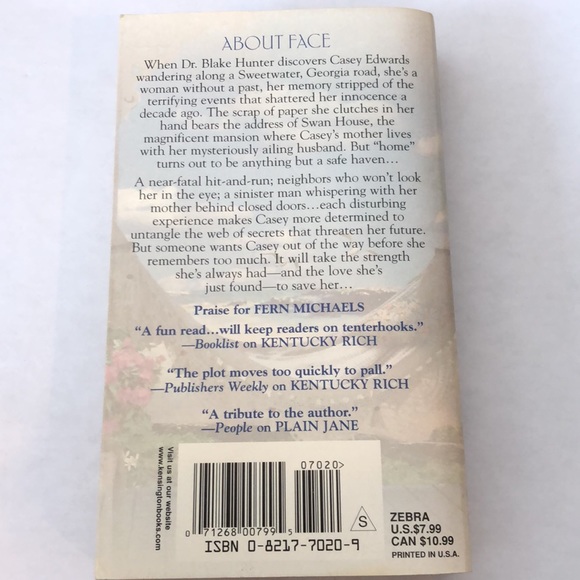 ABOUT FACE
When Dr. Blake Hunter discovers Casey Edwards
wandering along a Sweetwater, Georgia road, she's a
woman without a past, her memory stripped of the
terrifying events that shattered her innocence a
decade ago. The scrap of paper she clutches in her
hand bears the address of Swan House, the
magnificent mansion where Casey's mother lives
with her mysteriously ailing husband. But "home"
turns out to be anything but a safe haven...
A near-fatal hit-and-run; neighbors who won't look
her in the eye; a sinister man whispering with her
mother behind closed doors...each disturbing
experience makes Casey more determined to
untangle the web of secrets that threaten her future.
But someone wants Casey out of the way before she
remembers too much. It will take the strength
she's always had—and the love she's
just found—to save her...
Praise for FERN MICHAELS
"A fun read...will keep readers on tenterhooks."
—Booklist on KENTUCKY RICH
"The plot moves too quickly to pall."
—Publishers Weekly on KENTUCKY RICH
"A tribute to the author."
—People on PLAIN JANE
Visit us at our website
www.kensingtonbooks.com
07020>
0 71268 00799 5
ISBN 0-8217-7020-9
S
ZEBRA
U.S.$7.99
CAN $10.99
PRINTED IN U.S.A.